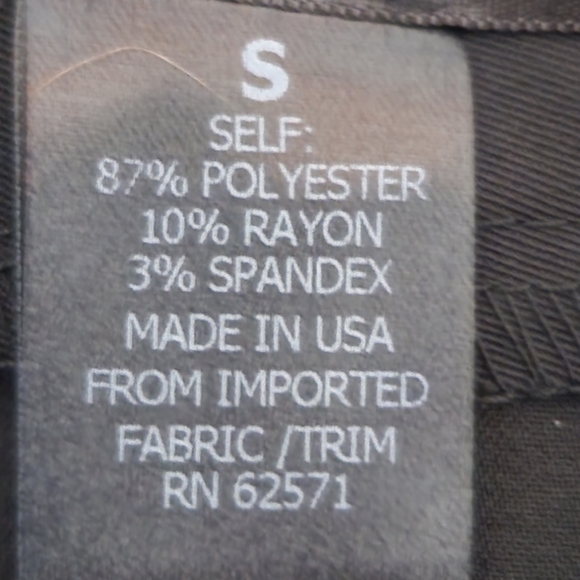 S
SELF:
87% POLYESTER
10% RAYON
3% SPANDEX
MADE IN USA
FROM IMPORTED
FABRIC /TRIM
RN 62571